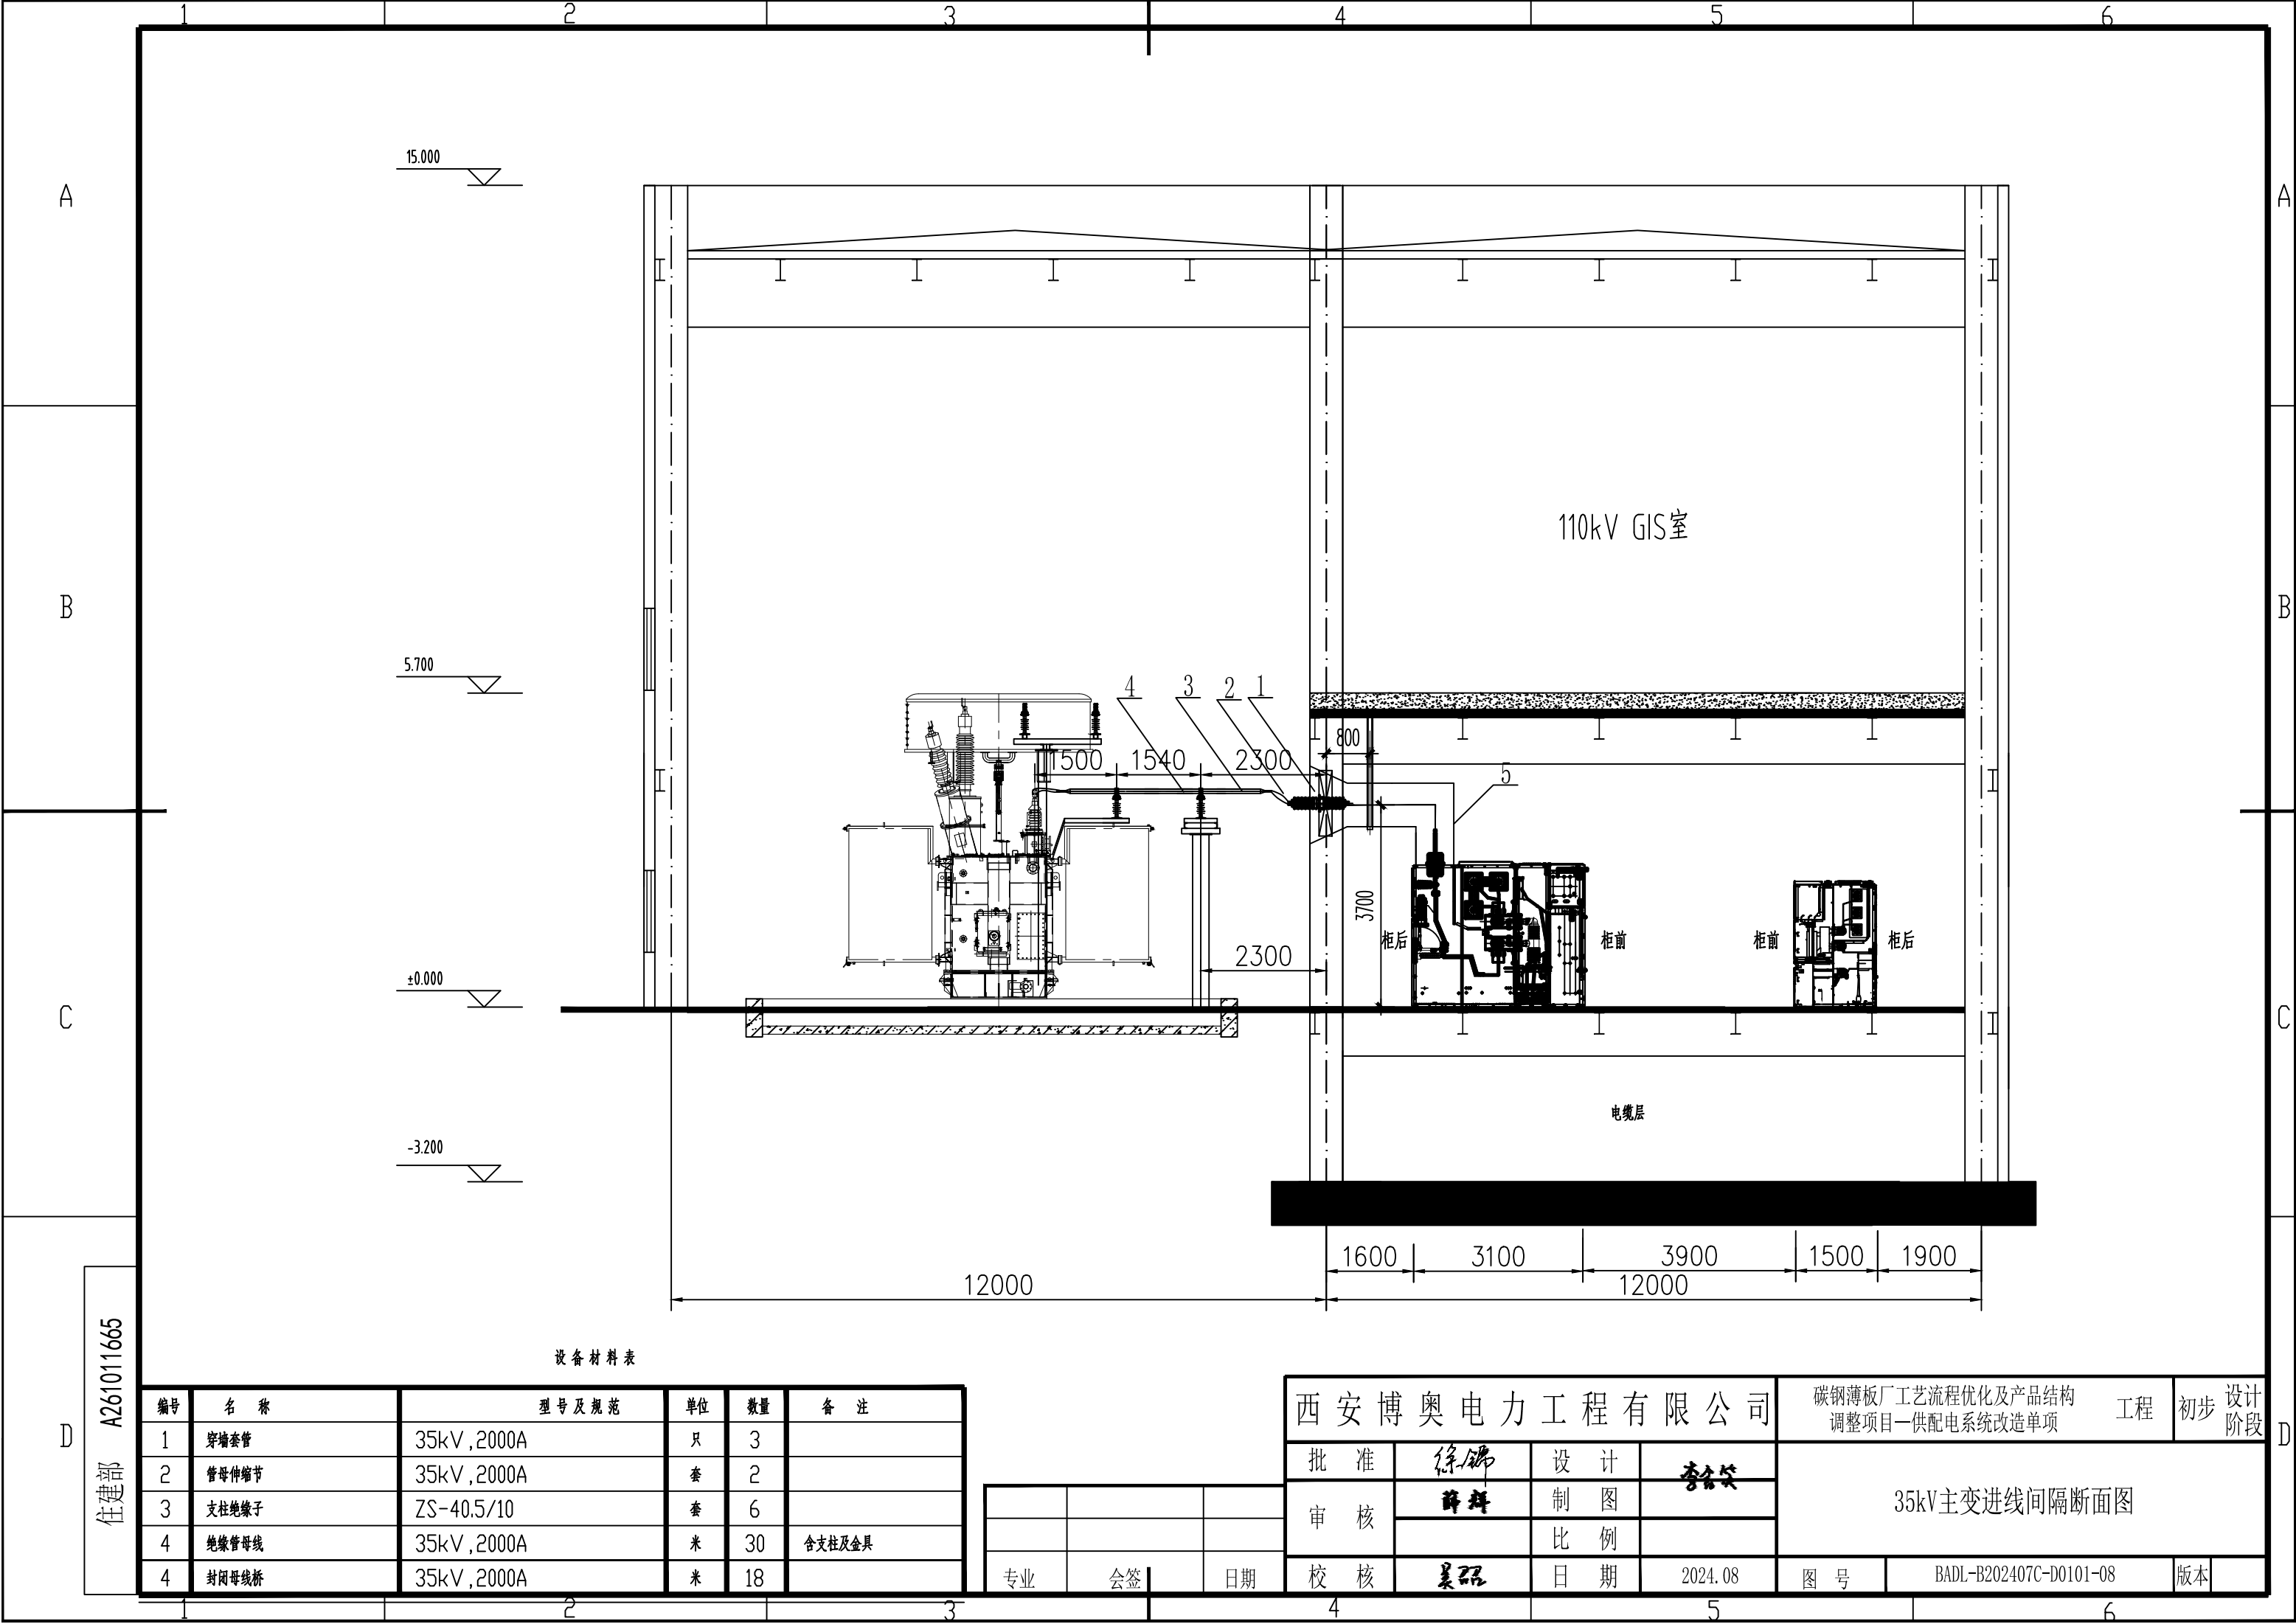 1 2 3 4 5 6
A A
B B
C C
D D
15.000
5.700
±0.000
-3.200
110kV GIS室
4 3 2 1
800
1500 1540 2300
5
3700
2300
柜后 柜前 柜前 柜后
电缆层
1600 3100 3900 1500 1900
12000 12000
住建部 A261011665
设备材料表
编号 名 称 型号及规范 单位 数量 备 注
1 穿墙套管 35kV,2000A 只 3
2 管母伸缩节 35kV,2000A 套 2
3 支柱绝缘子 ZS-40.5/10 套 6
4 绝缘管母线 35kV,2000A 米 30 含支柱及金具
4 封闭母线桥 35kV,2000A 米 18
专业 会签 日期
西安博奥电力工程有限公司
碳钢薄板厂工艺流程优化及产品结构
调整项目—供配电系统改造单项
工程 初步 设计
阶段
批 准 设 计
审 核 薛辉 制 图
比 例
校 核 日 期 2024.08
35kV主变进线间隔断面图
图 号 BADL-B202407C-D0101-08 版本
1 2 3 4 5 6